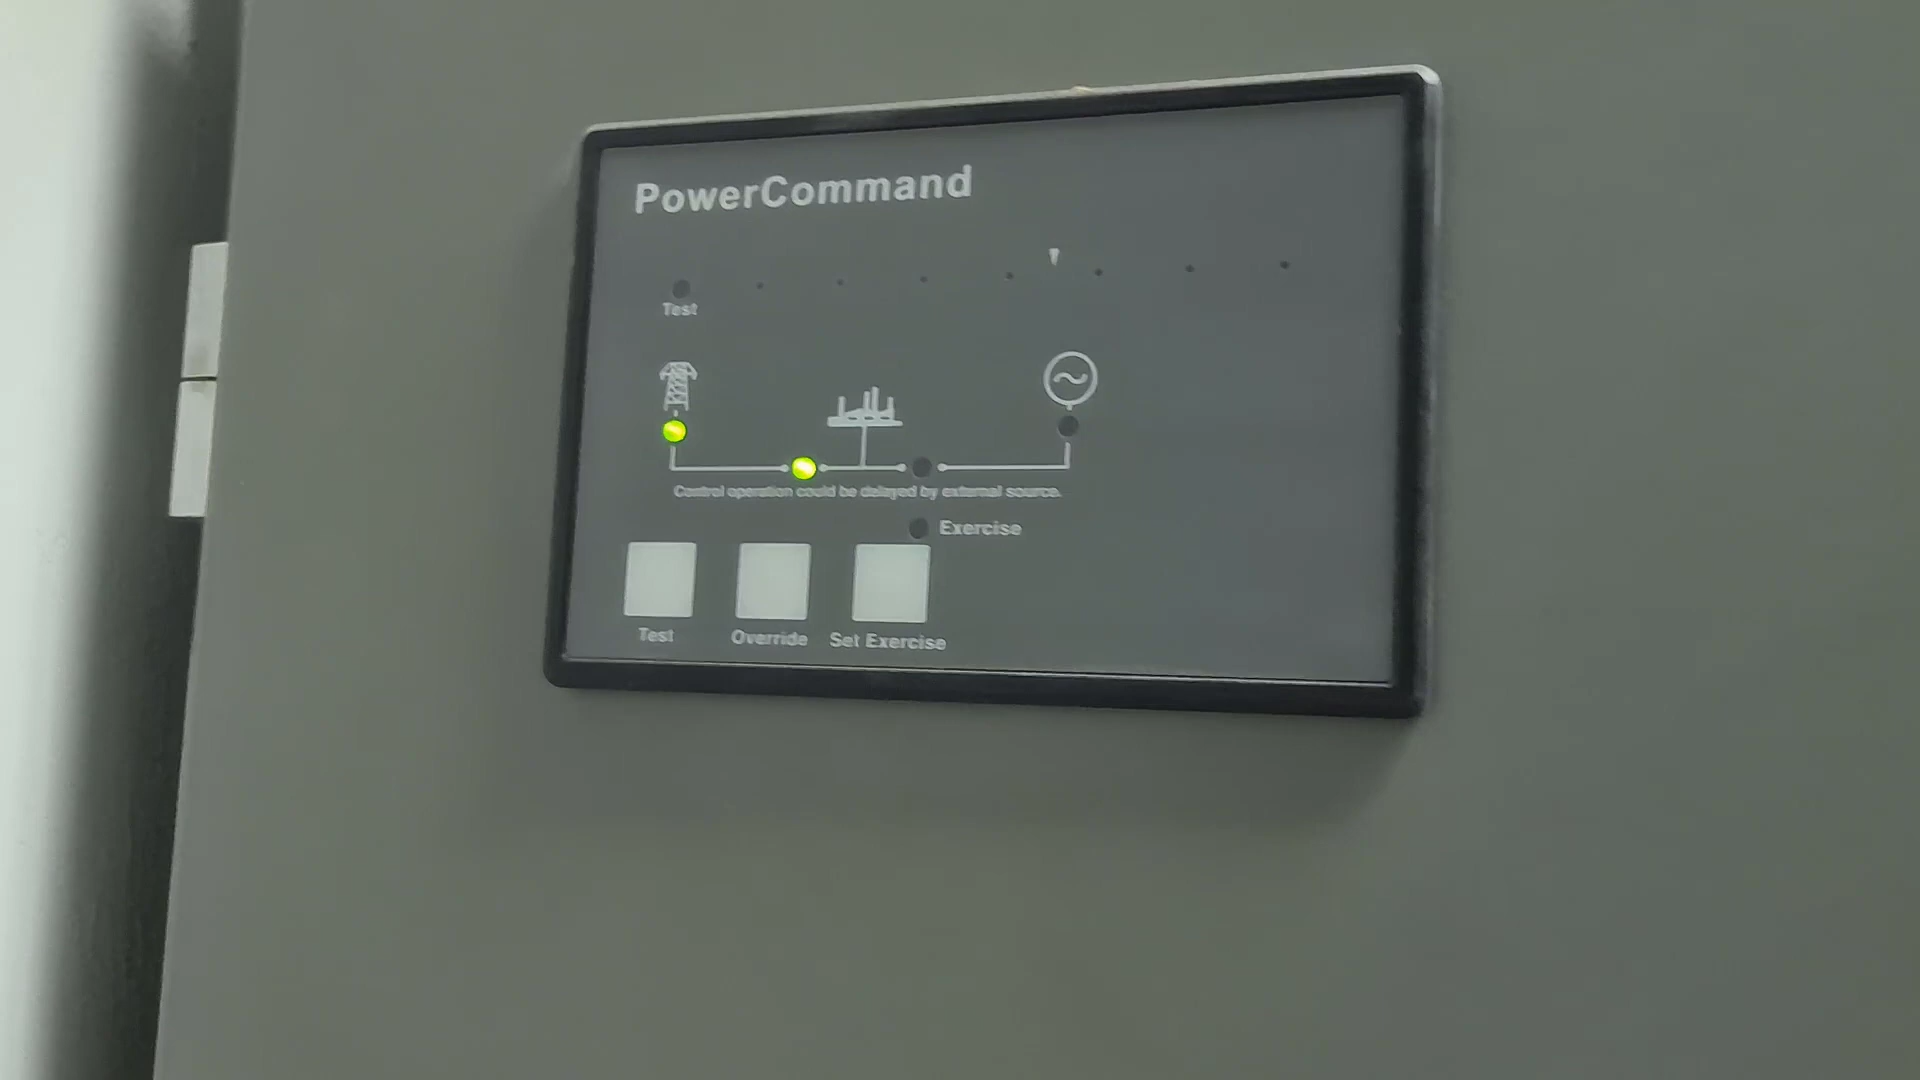 PowerCommand
Test
Control operation could be delayed by external source.
Exercise
Test
Override
Set Exercise